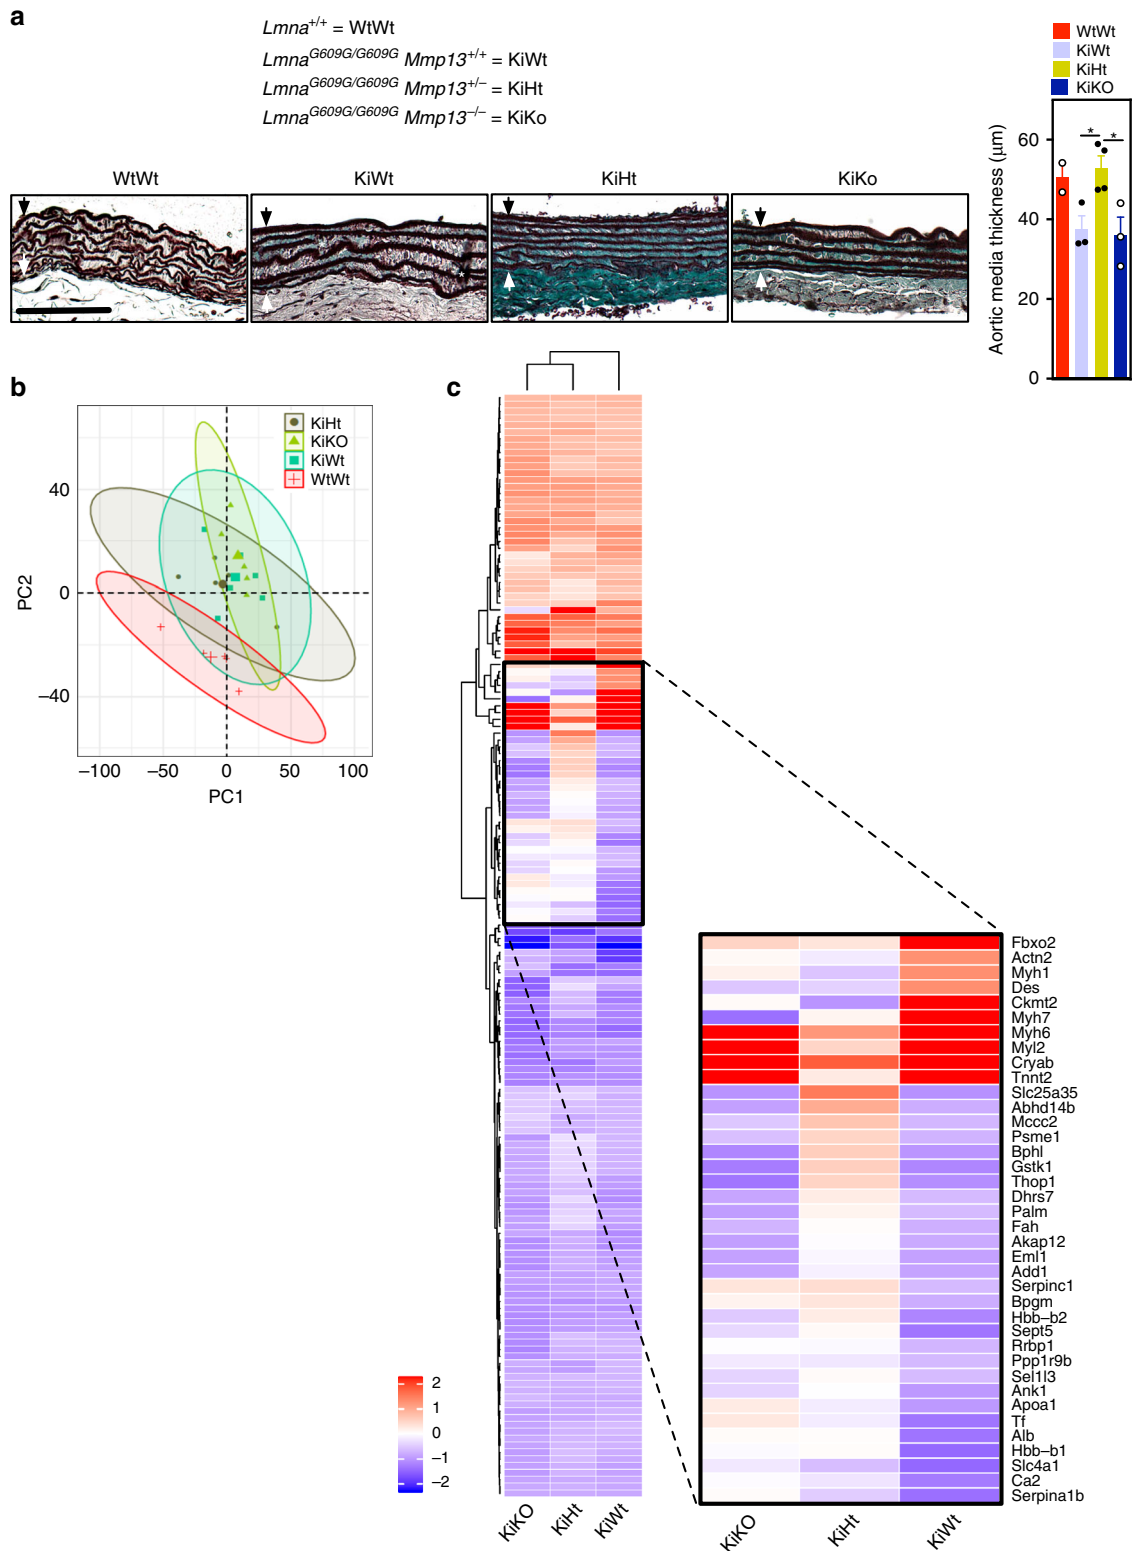 a
Lmna+/+ = WtWt
LmnaG609G/G609G Mmp13+/+ = KiWt
LmnaG609G/G609G Mmp13+/– = KiHt
LmnaG609G/G609G Mmp13–/– = KiKo
WtWt
KiWt
KiHt
KiKO
WtWt
KiWt
KiHt
KiKo
*
Aortic media thickness (μm)
60
40
20
0
* *
b
KiHt
KiKO
KiWt
WtWt
PC2
40
0
–40
–100 –50 0 50 100
PC1
c
2
1
0
–1
–2
KiKO
KiHt
KiWt
Fbxo2
Actn2
Myh1
Des
Ckmt2
Myh7
Myh6
Myl2
Cryab
Tnnt2
Slc25a35
Abhd14b
Mccc2
Psme1
Bphl
Gstk1
Thop1
Dhrs7
Palm
Fah
Akap12
Eml1
Add1
Serpinc1
Bpgm
Hbb–b2
Sept5
Rrbp1
Ppp1r9b
Sel1l3
Ank1
Apoa1
Tf
Alb
Hbb–b1
Slc4a1
Ca2
Serpina1b
KiKO
KiHt
KiWt